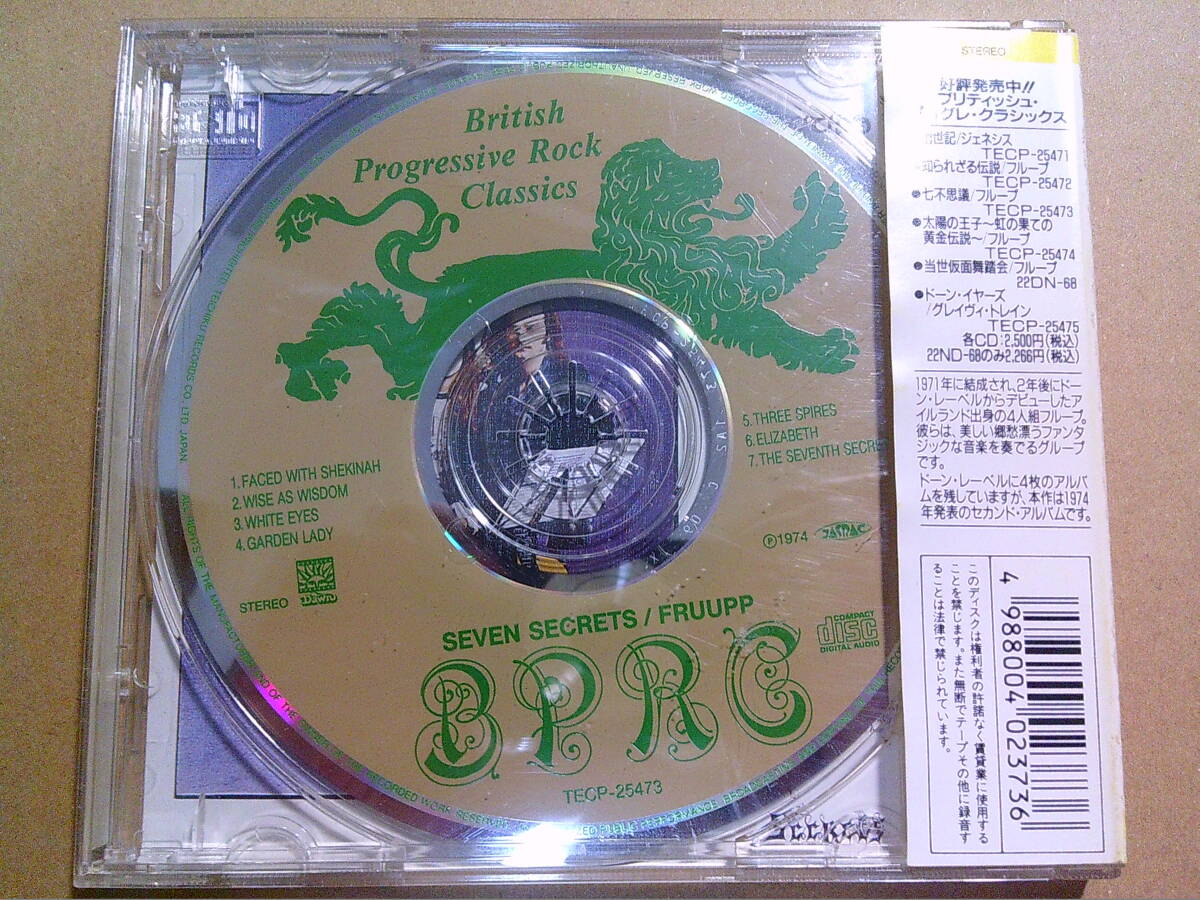 British
Progressive Rock
Classics
1.FACED WITH SHEKINAH
2.WISE AS WISDOM
3.WHITE EYES
4.GARDEN LADY
5.THREE SPIRES
6.ELIZABETH
7.THE SEVENTH SECRE
STEREO
Dawn
℗1974
JASRAC
SEVEN SECRETS / FRUUPP
COMPACT
disc
DIGITAL AUDIO
BPRC
TECP-25473
STEREO
好評発売中!!
ブリティッシュ・
グレ・クラシックス
世記/ジェネシス
TECP-25471
知られざる伝説/フループ
TECP-25472
●七不思議/フループ
TECP-25473
●太陽の王子〜虹の果ての
黄金伝説〜/フループ
TECP-25474
●当世仮面舞踏会/フループ
22DN-68
●ドーン・イヤーズ
/グレイヴィ・トレイン
TECP-25475
各CD:2,500円(税込)
22ND-68のみ2,266円(税込)
1971年に結成され、2年後にドー
ン・レーベルからデビューしたア
イルランド出身の4人組フループ。
彼らは、美しい郷愁漂うファンタ
ジックな音楽を奏でるグループ
です。
ドーン・レーベルに4枚のアルバ
ムを残していますが、本作は1974
年発表のセカンド・アルバムです。
このディスクは権利者の許諾なく賃貸業に使用する
ことを禁じます。また無断でテープその他に録音す
ることは法律で禁じられています。
4 988004 023736